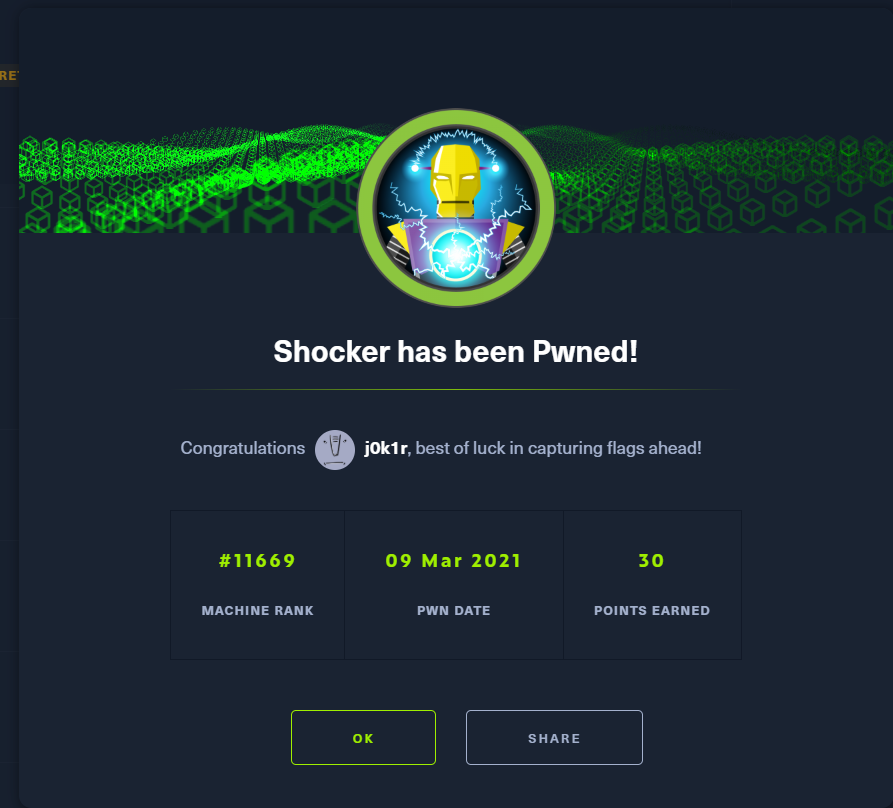 RE
Shocker has been Pwned!
Congratulations j0k1r, best of luck in capturing flags ahead!
#11669 09 Mar 2021 30
MACHINE RANK PWN DATE POINTS EARNED
OK SHARE